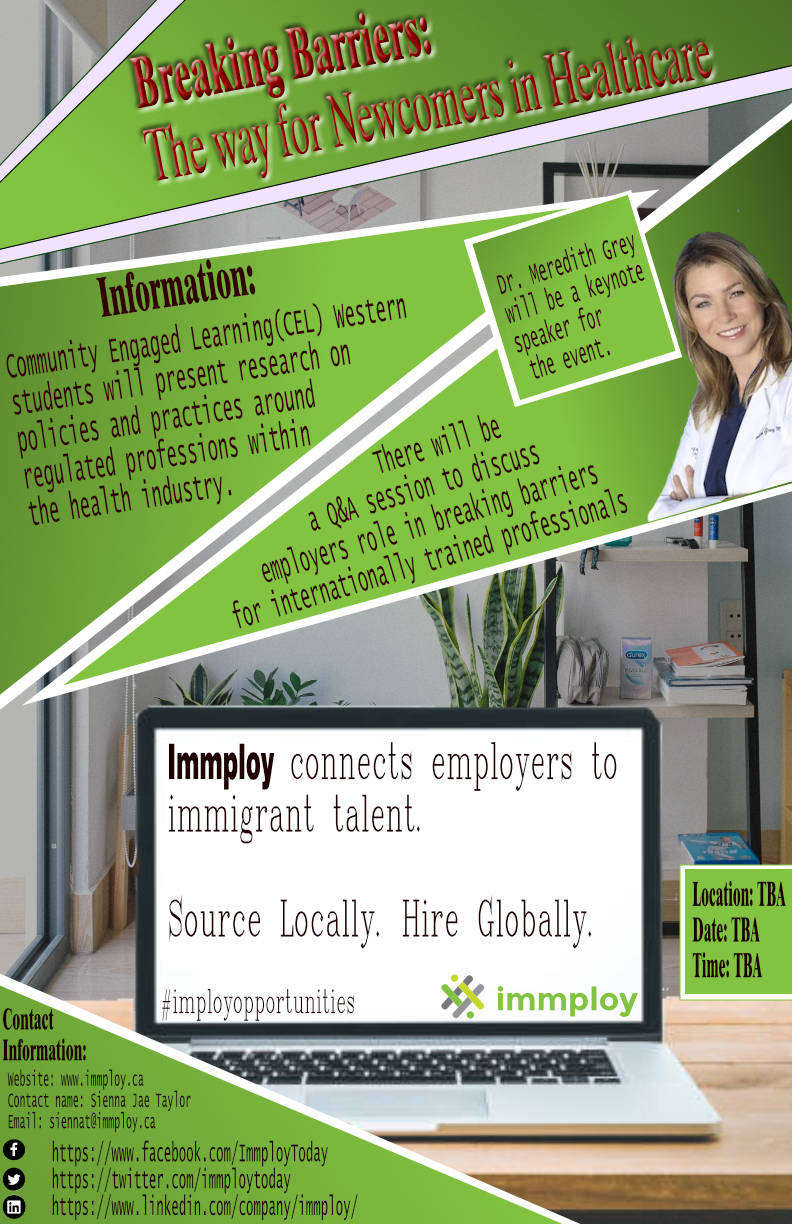 Breaking Barriers:
The way for Newcomers in Healthcare
Information:
Community Engaged Learning(CEL) Western
students will present research on
policies and practices around
regulated professions within
the health industry.
Dr. Meredith Grey
will be a keynote
speaker for
the event.
There will be
a Q&A session to discuss
employers role in breaking barriers
for internationally trained professionals
durex
Immploy connects employers to
immigrant talent.
Source Locally. Hire Globally.
#imployopportunities
immploy
Location: TBA
Date: TBA
Time: TBA
Contact
Information:
Website: www.immploy.ca
Contact name: Sienna Jae Taylor
Email: siennat@immploy.ca
f
https://www.facebook.com/ImmployToday
https://twitter.com/immploytoday
in
https://www.linkedin.com/company/immploy/